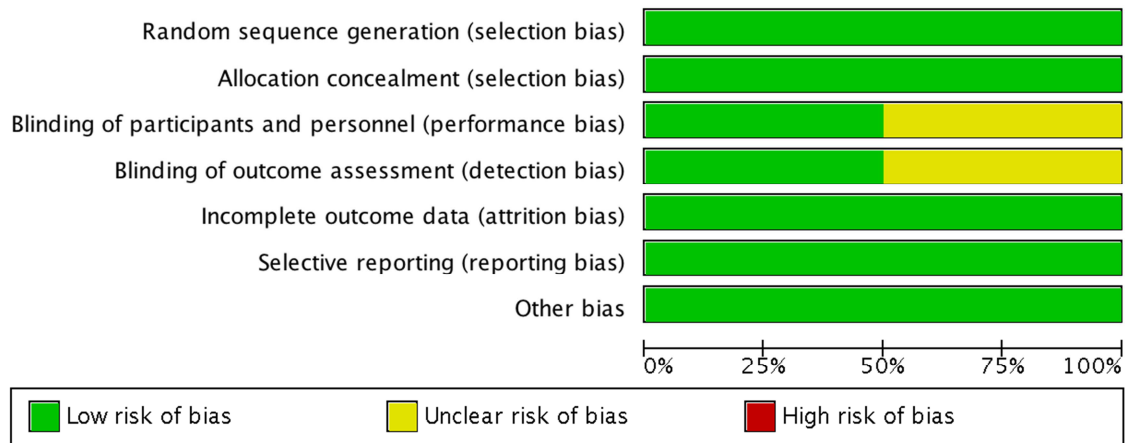 Random sequence generation (selection bias)
Allocation concealment (selection bias)
Blinding of participants and personnel (performance bias)
Blinding of outcome assessment (detection bias)
Incomplete outcome data (attrition bias)
Selective reporting (reporting bias)
Other bias
0% 25% 50% 75% 100%
Low risk of bias Unclear risk of bias High risk of bias